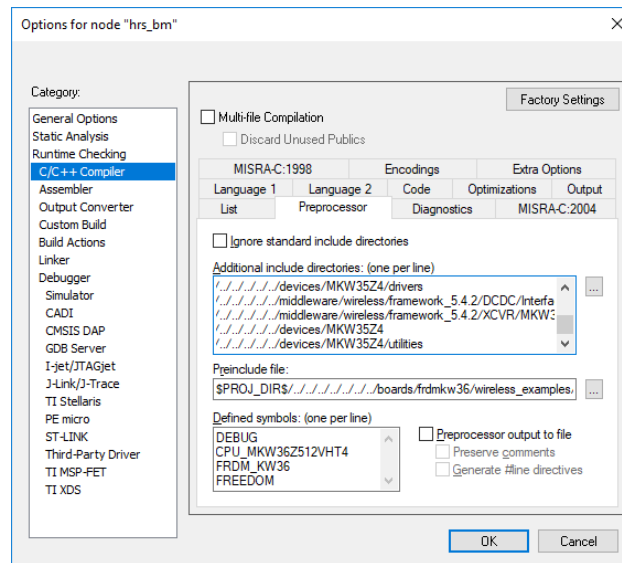 Options for node "hrs_bm"
Category:
General Options
Static Analysis
Runtime Checking
C/C++ Compiler
Assembler
Output Converter
Custom Build
Build Actions
Linker
Debugger
Simulator
CADI
CMSIS DAP
GDB Server
I-jet/JTAGjet
J-Link/J-Trace
TI Stellaris
PE micro
ST-LINK
Third-Party Driver
TI MSP-FET
TI XDS
Factory Settings
Multi-file Compilation
Discard Unused Publics
MISRA-C:1998 Encodings Extra Options
Language 1 Language 2 Code Optimizations Output
List Preprocessor Diagnostics MISRA-C:2004
Ignore standard include directories
Additional include directories: (one per line)
/../../../../../devices/MKW35Z4/drivers
/../../../../../middleware/wireless/framework_5.4.2/DCDC/Interfa
/../../../../../middleware/wireless/framework_5.4.2/XCVR/MKW3
/../../../../../devices/MKW35Z4
/../../../../../devices/MKW35Z4/utilities
...
Preinclude file:
$PROJ_DIR$/../../../../../../../boards/frdmkw36/wireless_examples/
...
Defined symbols: (one per line)
DEBUG
CPU_MKW36Z512VHT4
FRDM_KW36
FREEDOM
Preprocessor output to file
Preserve comments
Generate #line directives
OK Cancel